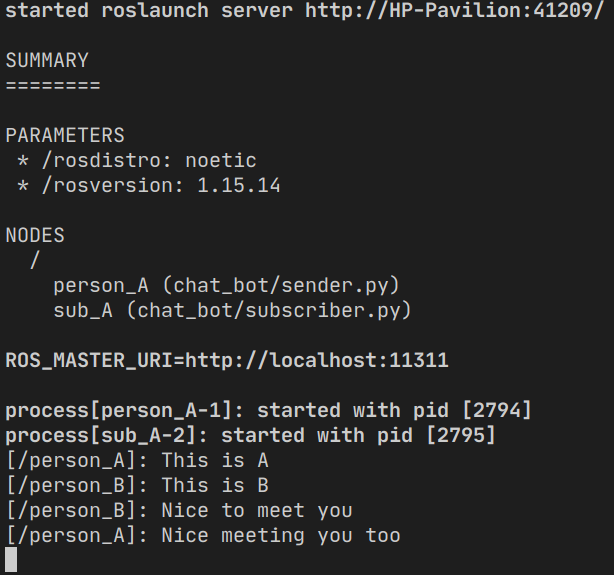 started roslaunch server http://HP-Pavilion:41209/
SUMMARY
========
PARAMETERS
* /rosdistro: noetic
* /rosversion: 1.15.14
NODES
/
person_A (chat_bot/sender.py)
sub_A (chat_bot/subscriber.py)
ROS_MASTER_URI=http://localhost:11311
process[person_A-1]: started with pid [2794]
process[sub_A-2]: started with pid [2795]
[/person_A]: This is A
[/person_B]: This is B
[/person_B]: Nice to meet you
[/person_A]: Nice meeting you too